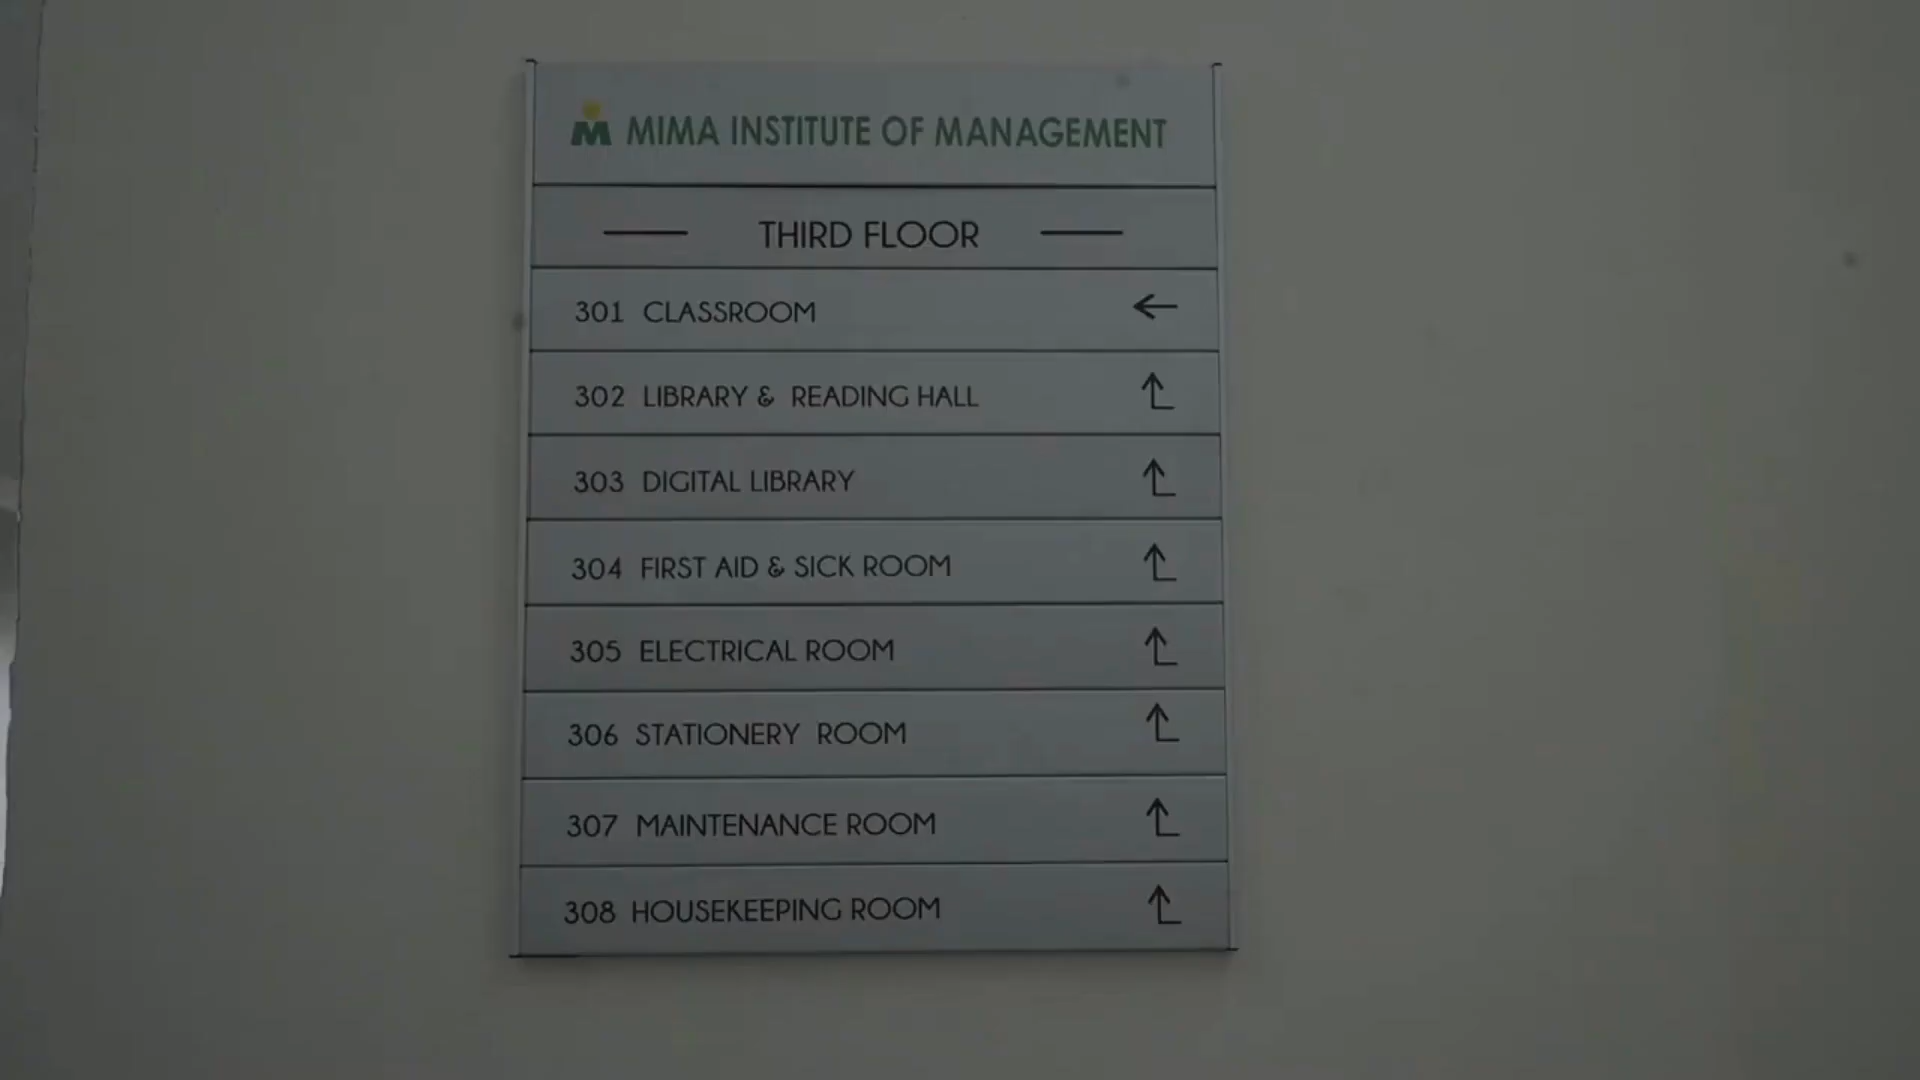 MIMA INSTITUTE OF MANAGEMENT
THIRD FLOOR
301 CLASSROOM
302 LIBRARY & READING HALL
303 DIGITAL LIBRARY
304 FIRST AID & SICK ROOM
305 ELECTRICAL ROOM
306 STATIONERY ROOM
307 MAINTENANCE ROOM
308 HOUSEKEEPING ROOM